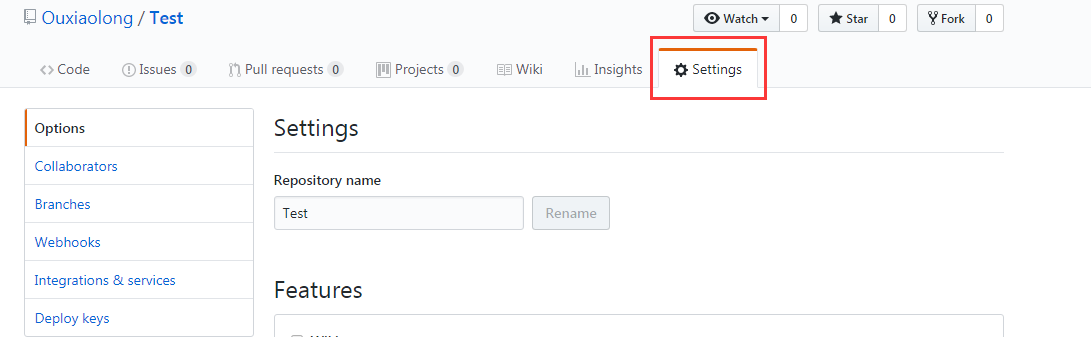 Ouxiaolong / Test
Watch 0 Star 0 Fork 0
Code Issues 0 Pull requests 0 Projects 0 Wiki Insights Settings
Options
Collaborators
Branches
Webhooks
Integrations & services
Deploy keys
Settings
Repository name
Test Rename
Features